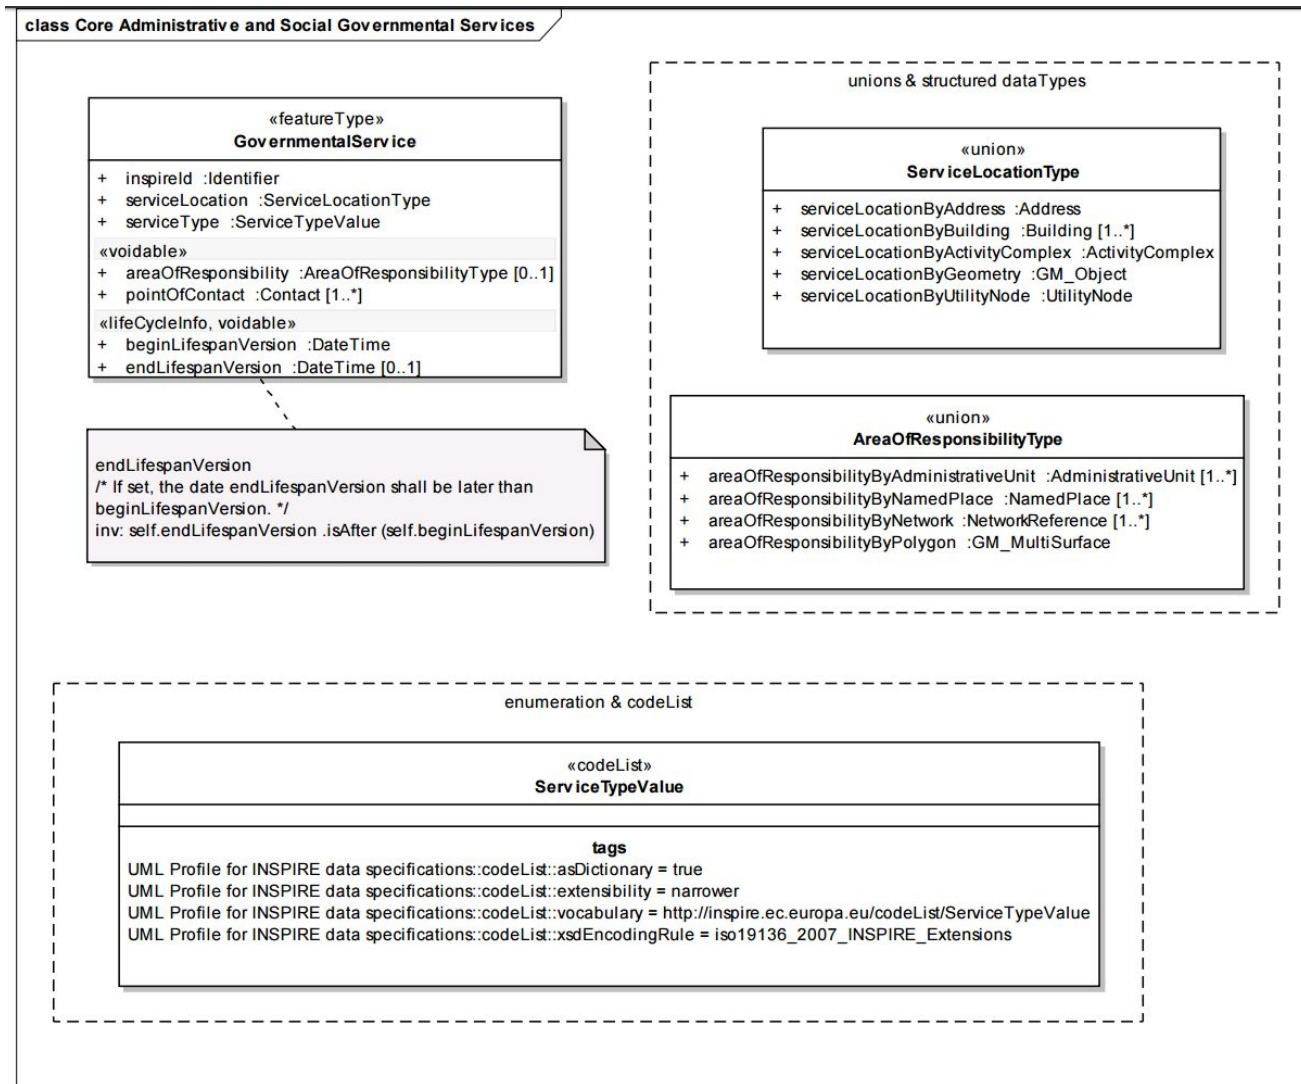 class Core Administrative and Social Governmental Services
«featureType»
GovernmentalService
+ inspireId :Identifier
+ serviceLocation :ServiceLocationType
+ serviceType :ServiceTypeValue
«voidable»
+ areaOfResponsibility :AreaOfResponsibilityType [0..1]
+ pointOfContact :Contact [1..*]
«lifeCycleInfo, voidable»
+ beginLifespanVersion :DateTime
+ endLifespanVersion :DateTime [0..1]
endLifespanVersion
/* If set, the date endLifespanVersion shall be later than
beginLifespanVersion. */
inv: self.endLifespanVersion .isAfter (self.beginLifespanVersion)
unions & structured dataTypes
«union»
ServiceLocationType
+ serviceLocationByAddress :Address
+ serviceLocationByBuilding :Building [1..*]
+ serviceLocationByActivityComplex :ActivityComplex
+ serviceLocationByGeometry :GM_Object
+ serviceLocationByUtilityNode :UtilityNode
«union»
AreaOfResponsibilityType
+ areaOfResponsibilityByAdministrativeUnit :AdministrativeUnit [1..*]
+ areaOfResponsibilityByNamedPlace :NamedPlace [1..*]
+ areaOfResponsibilityByNetwork :NetworkReference [1..*]
+ areaOfResponsibilityByPolygon :GM_MultiSurface
enumeration & codeList
«codeList»
ServiceTypeValue
tags
UML Profile for INSPIRE data specifications::codeList::asDictionary = true
UML Profile for INSPIRE data specifications::codeList::extensibility = narrower
UML Profile for INSPIRE data specifications::codeList::vocabulary = http://inspire.ec.europa.eu/codeList/ServiceTypeValue
UML Profile for INSPIRE data specifications::codeList::xsdEncodingRule = iso19136_2007_INSPIRE_Extensions